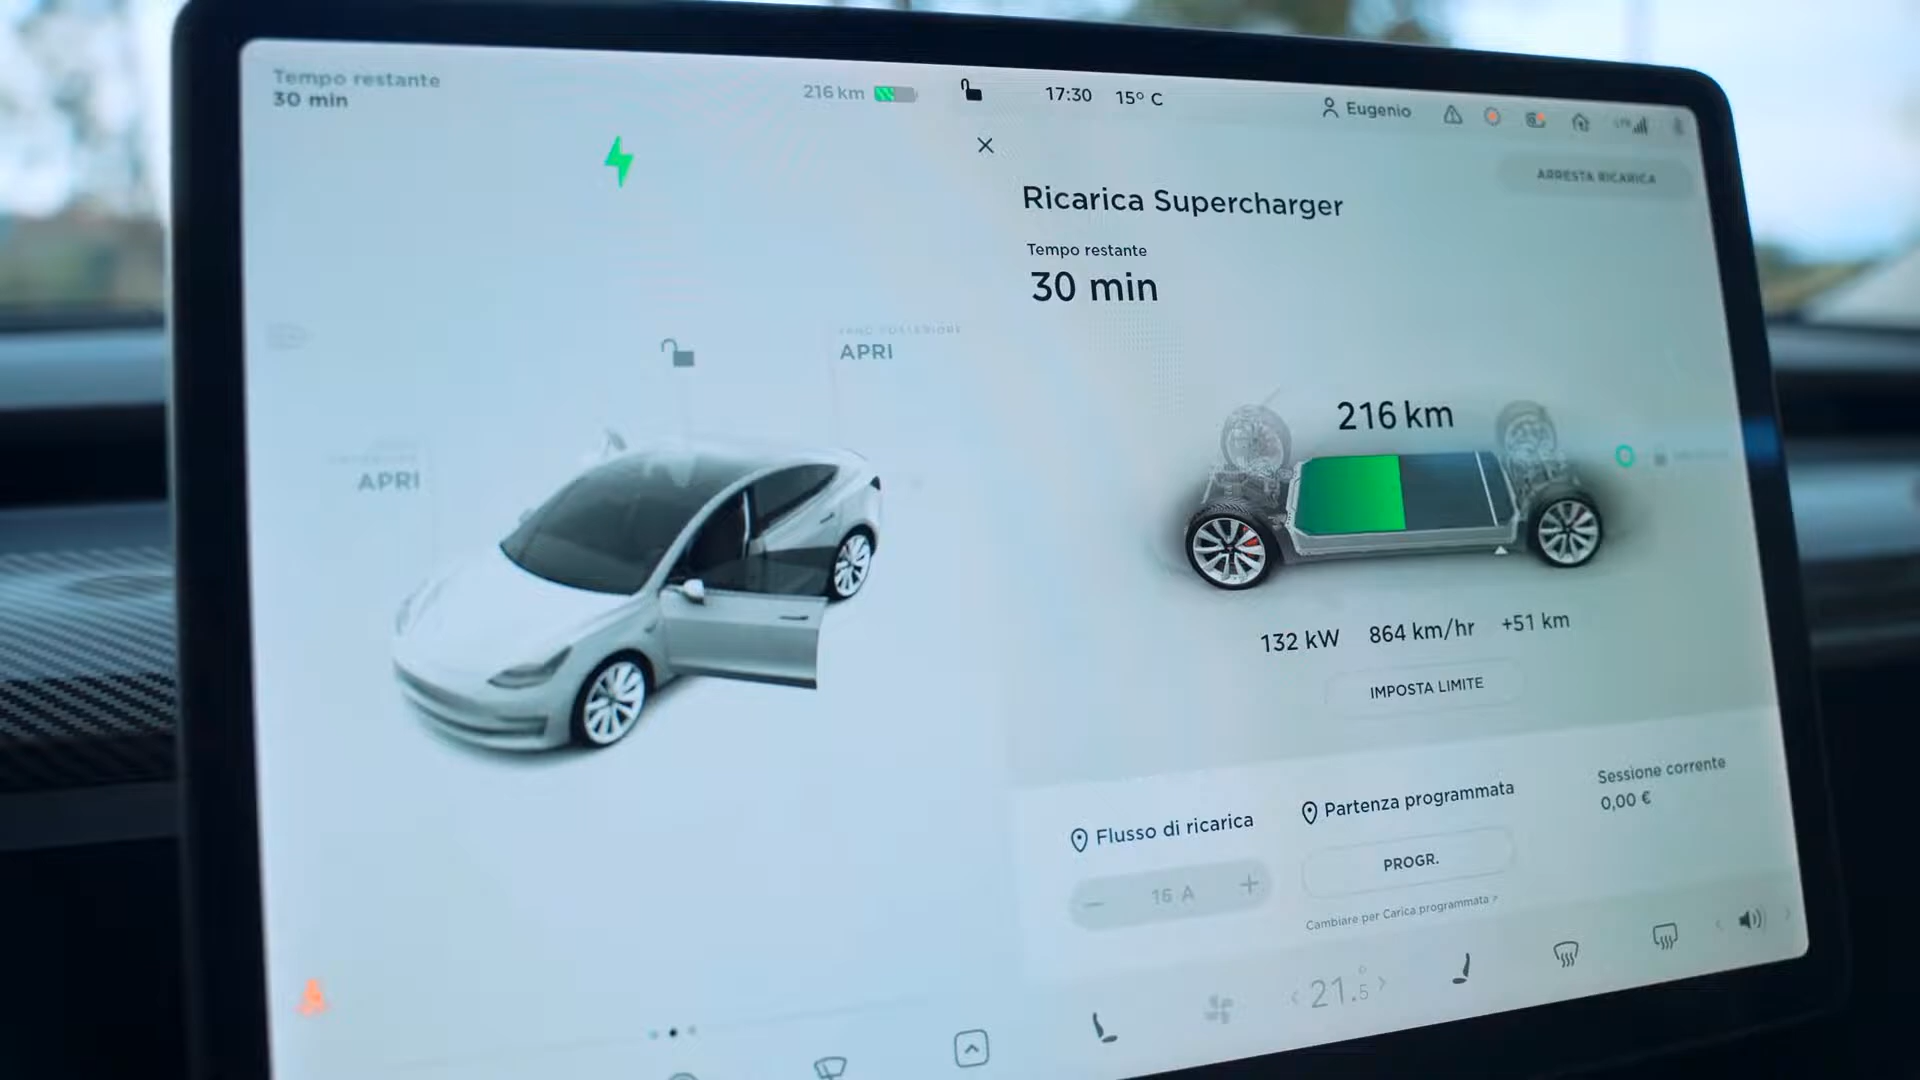 Tempo restante
30 min
216 km
17:30 15° C
Eugenio
LTE
ARRESTA RICARICA
Ricarica Supercharger
Tempo restante
30 min
APRI
APRI
216 km
132 kW 864 km/hr +51 km
IMPOSTA LIMITE
Flusso di ricarica
16 A
Partenza programmata
PROGR.
Cambiare per Carica programmata
Sessione corrente
0,00 €
21.5°